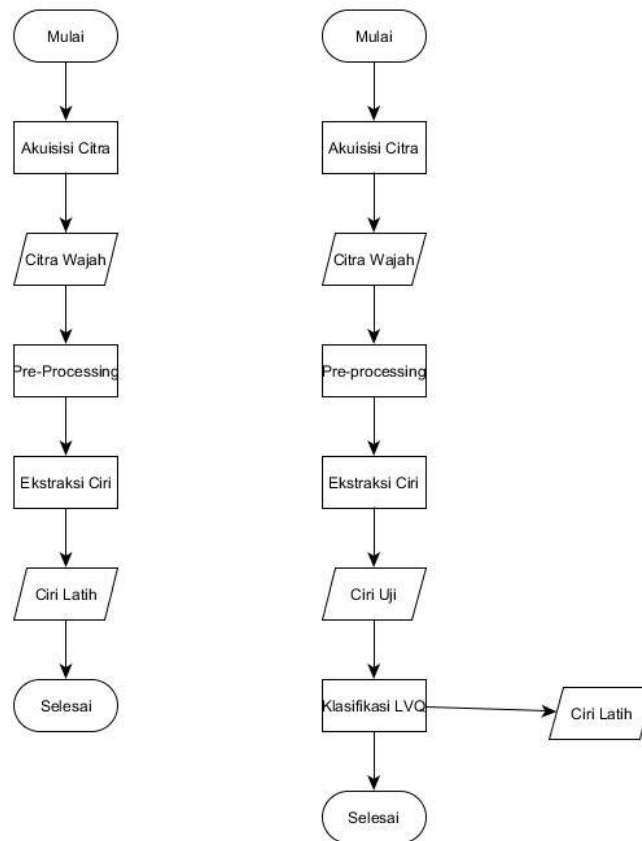 Mulai
Akuisisi Citra
Citra Wajah
Pre-Processing
Ekstraksi Ciri
Ciri Latih
Selesai
Mulai
Akuisisi Citra
Citra Wajah
Pre-processing
Ekstraksi Ciri
Ciri Uji
Klasifikasi LVQ
Ciri Latih
Selesai